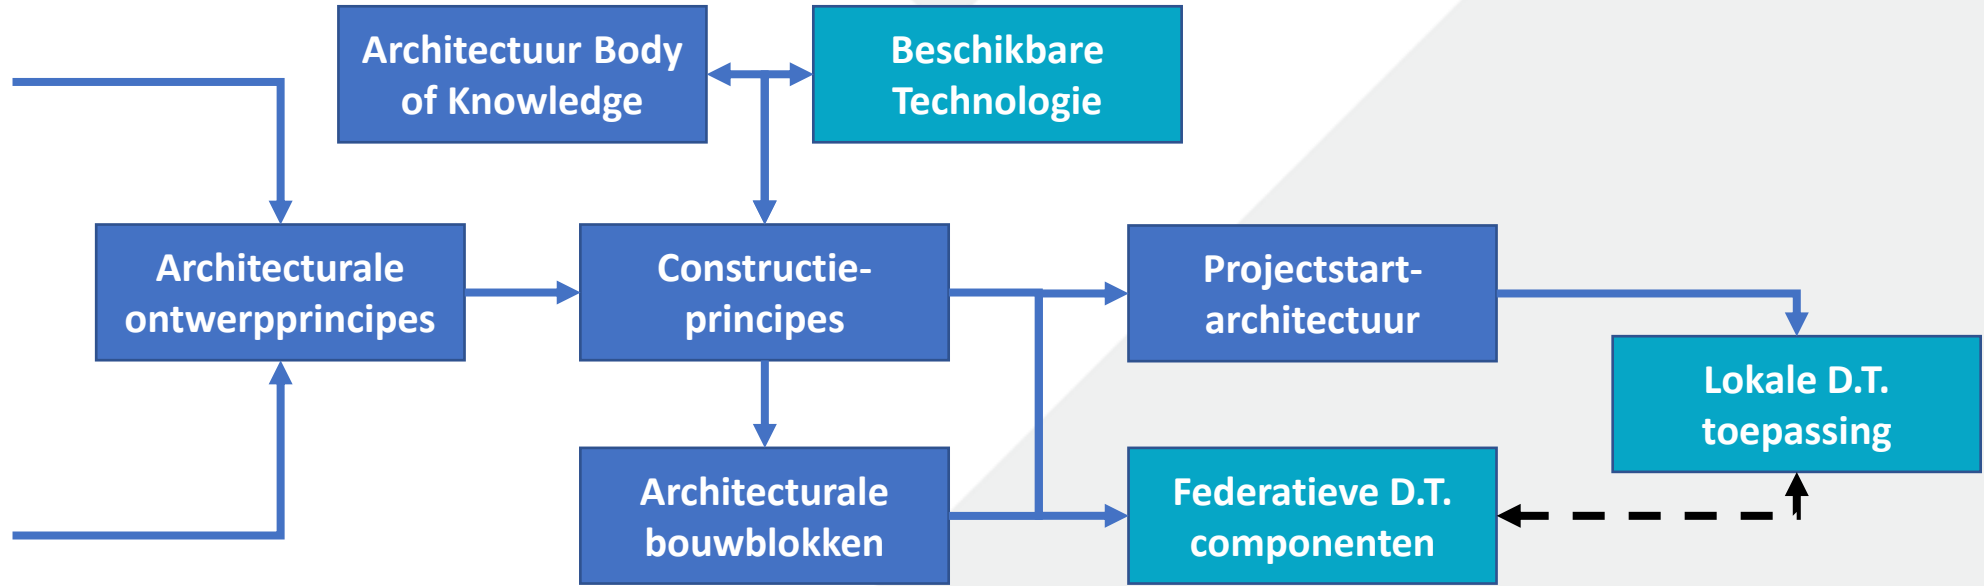 Architectuur Body
of Knowledge
Beschikbare
Technologie
Architecturale
ontwerpprincipes
Constructie-
principes
Projectstart-
architectuur
Lokale D.T.
toepassing
Architecturale
bouwblokken
Federatieve D.T.
componenten